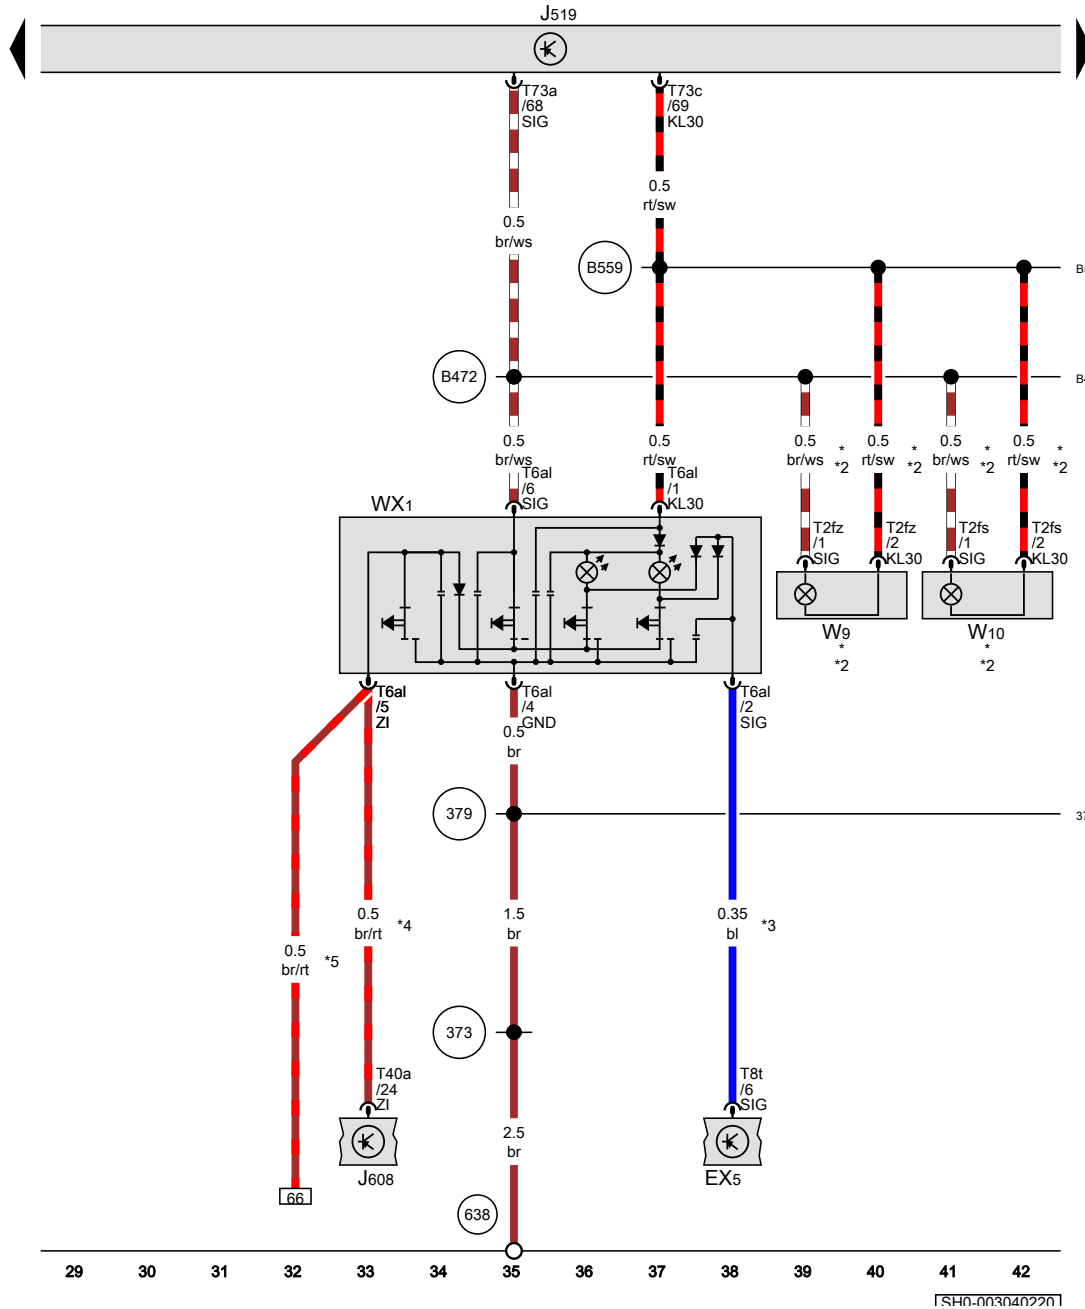 J519
T73a
/68
SIG
T73c
/69
KL30
0.5
rt/sw
0.5
br/ws
B559
B472
0.5
br/ws
0.5
rt/sw
0.5
br/ws
*
*2
0.5
rt/sw
*
*2
0.5
br/ws
*
*2
0.5
rt/sw
*
*2
T6al
/6
SIG
T6al
/1
KL30
WX1
T2fz
/1
SIG
T2fz
/2
KL30
T2fs
/1
SIG
T2fs
/2
KL30
W9
*
*2
W10
*
*2
T6al
/5
ZI
T6al
/4
GND
T6al
/2
SIG
0.5
br
379
37
0.5
br/rt
*4
1.5
br
0.35
bl
*3
0.5
br/rt
*5
373
T40a
/24
ZI
T8t
/6
SIG
2.5
br
J608
EX5
66
638
29 30 31 32 33 34 35 36 37 38 39 40 41 42
SH0-003040220